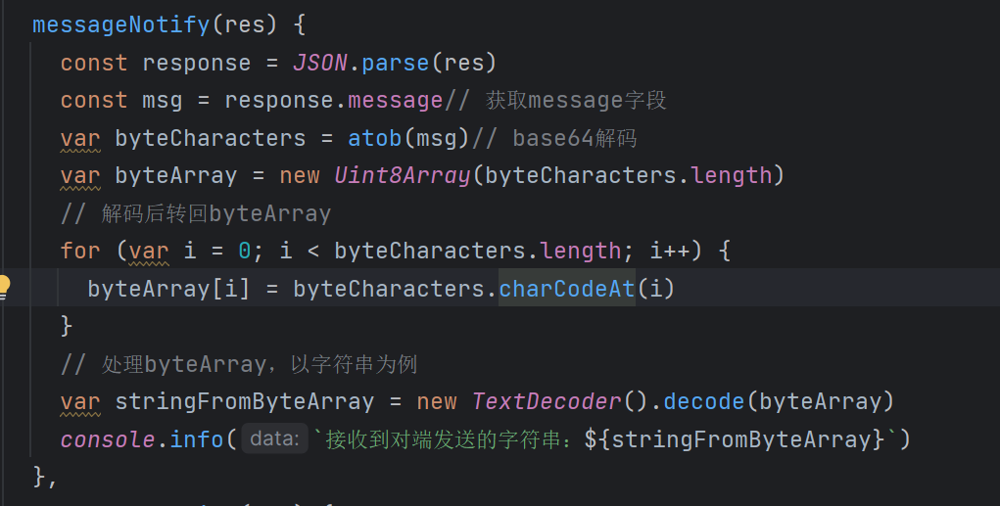 messageNotify(res) {
const response = JSON.parse(res)
const msg = response.message// 获取message字段
var byteCharacters = atob(msg)// base64解码
var byteArray = new Uint8Array(byteCharacters.length)
// 解码后转回byteArray
for (var i = 0; i < byteCharacters.length; i++) {
byteArray[i] = byteCharacters.charCodeAt(i)
}
// 处理byteArray，以字符串为例
var stringFromByteArray = new TextDecoder().decode(byteArray)
console.info( data: `接收到对端发送的字符串：${stringFromByteArray}`)
},